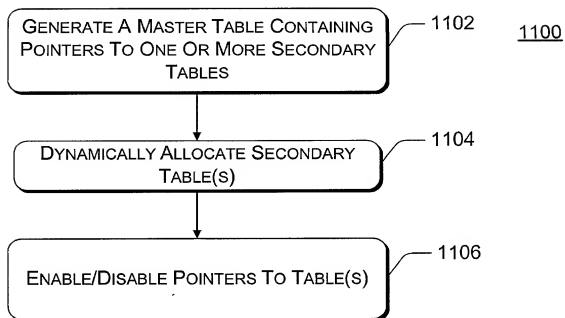 GENERATE A MASTER TABLE CONTAINING
POINTERS TO ONE OR MORE SECONDARY
TABLES
1102
1100
DYNAMICALLY ALLOCATE SECONDARY
TABLE(S)
1104
ENABLE/DISABLE POINTERS TO TABLE(S)
1106